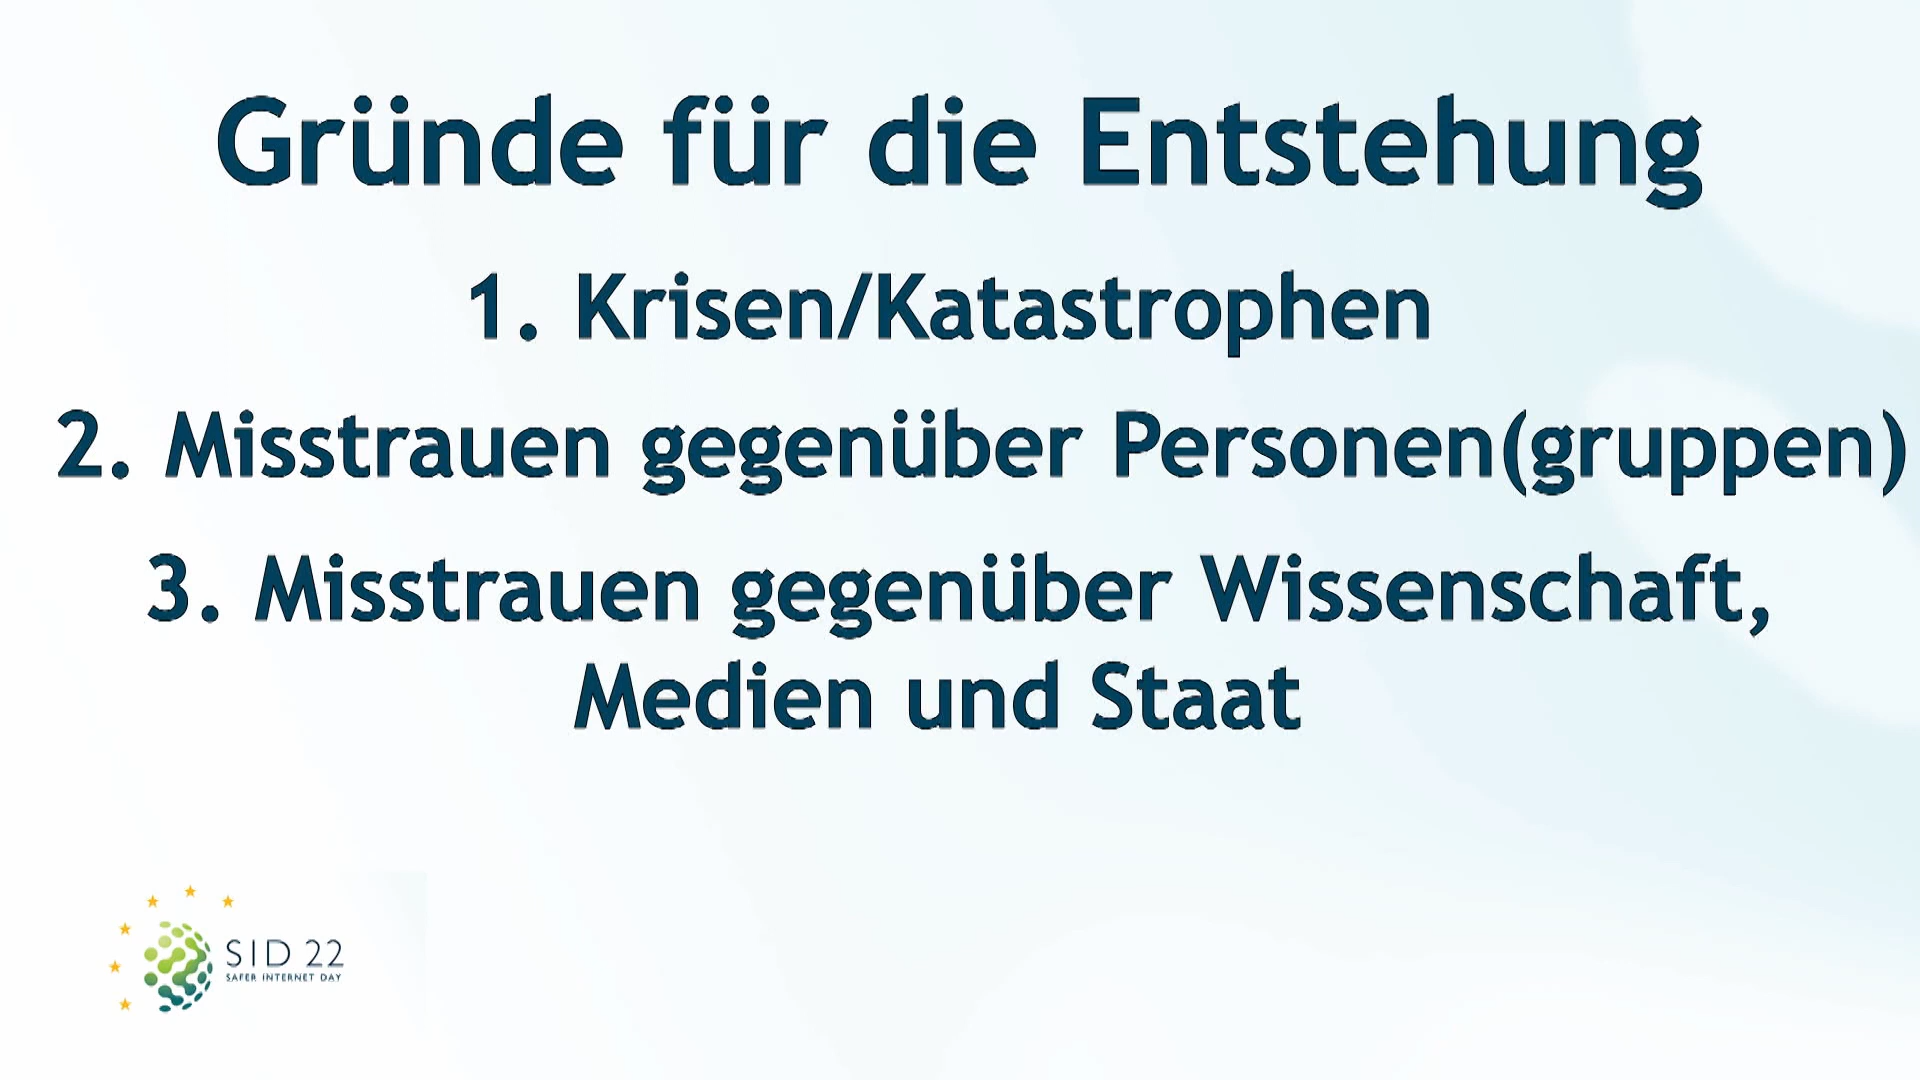 Gründe für die Entstehung
1. Krisen/Katastrophen
2. Misstrauen gegenüber Personen(gruppen)
3. Misstrauen gegenüber Wissenschaft,
Medien und Staat
SID 22
SAFER INTERNET DAY